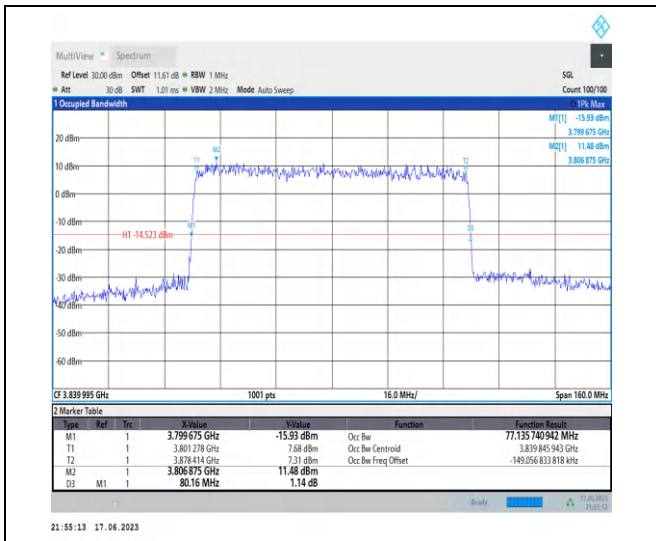 MultiView Spectrum
Ref Level 30.00 dBm Offset 11.61 dB RBW 1 MHz SGL
Att 30 dB SWT 1.01 ms VBW 2 MHz Mode Auto Sweep Count 100/100
1 Occupied Bandwidth 1Pk Max
M1[1] -15.93 dBm
3.799 675 GHz
M2[1] 11.48 dBm
3.806 875 GHz
20 dBm
M2
T1 T2
10 dBm
0 dBm
-10 dBm
M1 D3
H1 -14.523 dBm
-20 dBm
-30 dBm
-40 dBm
-50 dBm
-60 dBm
CF 3.839 995 GHz 1001 pts 16.0 MHz/ Span 160.0 MHz
2 Marker Table
Type Ref Trc X-Value Y-Value Function Function Result
M1 1 3.799 675 GHz -15.93 dBm Occ Bw 77.135 740 942 MHz
T1 1 3.801 278 GHz 7.68 dBm Occ Bw Centroid 3.839 845 943 GHz
T2 1 3.878 414 GHz 7.31 dBm Occ Bw Freq Offset -149.056 833 818 kHz
M2 1 3.806 875 GHz 11.48 dBm
D3 M1 1 80.16 MHz 1.14 dB
Ready 17.06.2023
21:55:12
21:55:13 17.06.2023